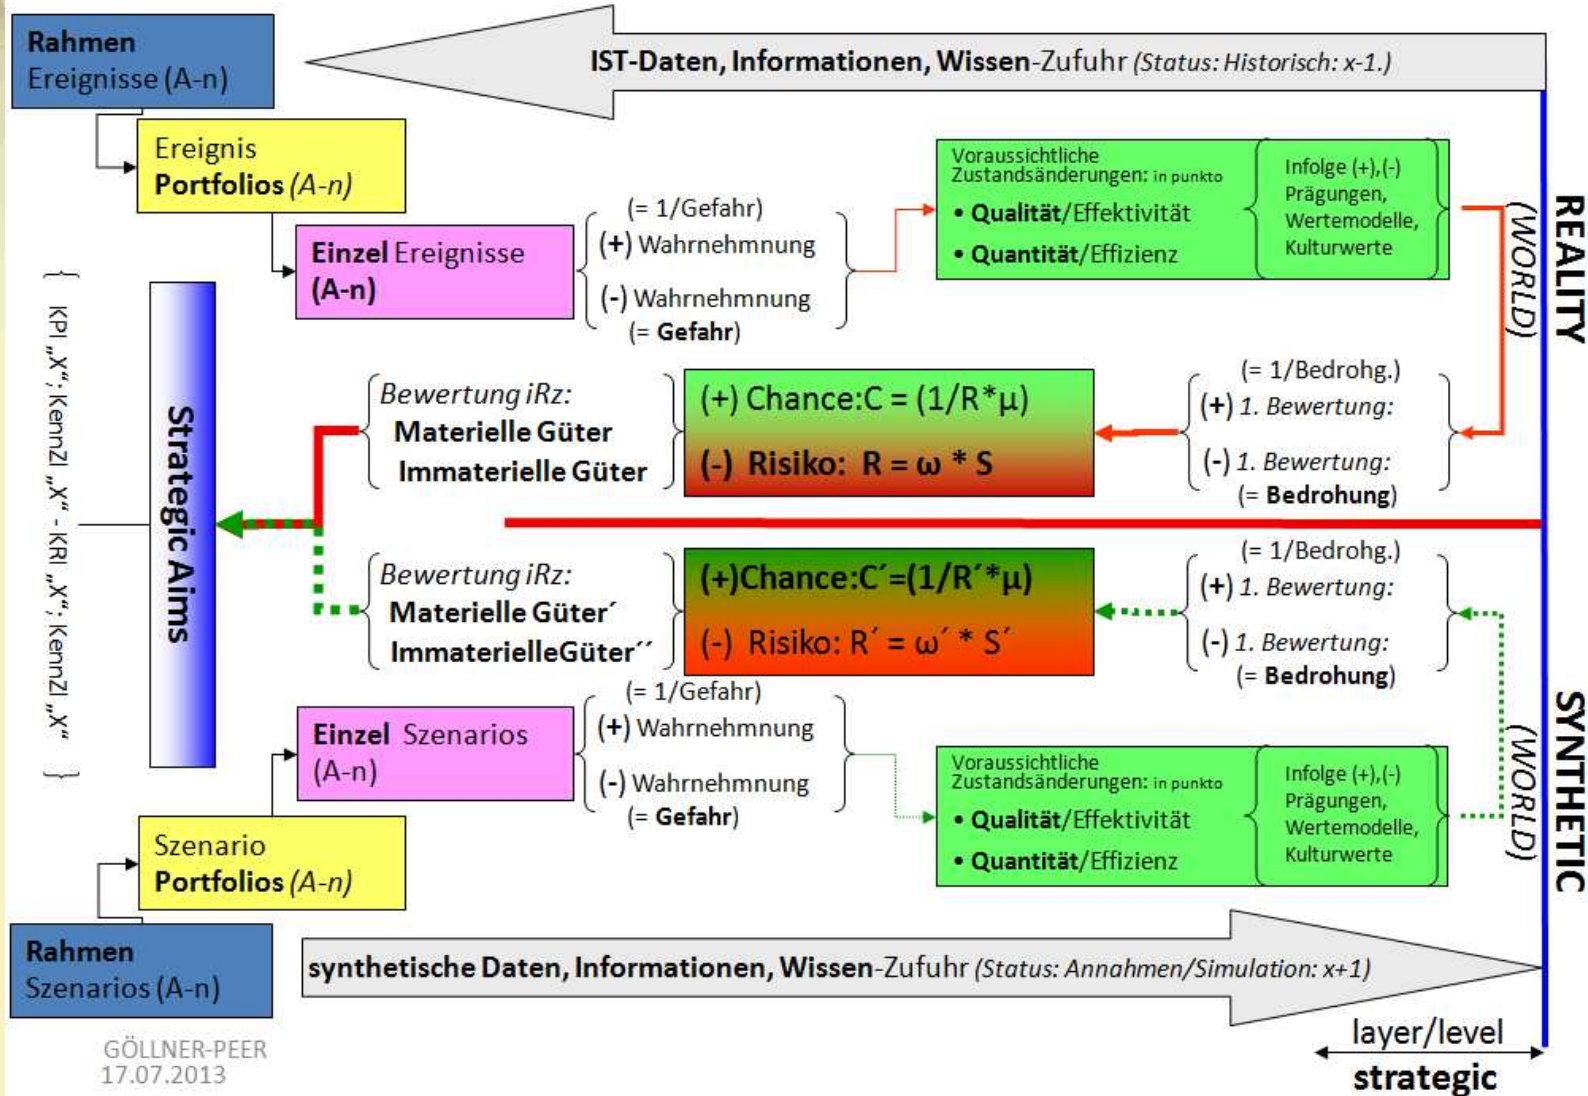 Rahmen
Ereignisse (A-n)
IST-Daten, Informationen, Wissen-Zufuhr (Status: Historisch: x-1.)
Ereignis
Portfolios (A-n)
Einzel Ereignisse
(A-n)
(= 1/Gefahr)
(+) Wahrnehmnung
(-) Wahrnehmnung
(= Gefahr)
Voraussichtliche
Zustandsänderungen: in punkto
• Qualität/Effektivität
• Quantität/Effizienz
Infolge (+),(-)
Prägungen,
Wertemodelle,
Kulturwerte
REALITY
(WORLD)
{ KPI „X“; KennZl „X“ - KRI „X“; KennZl „X“ }
Strategic Aims
Bewertung iRz:
Materielle Güter
Immaterielle Güter
(+) Chance:C = (1/R*μ)
(-) Risiko: R = ω * S
(= 1/Bedrohg.)
(+) 1. Bewertung:
(-) 1. Bewertung:
(= Bedrohung)
Bewertung iRz:
Materielle Güter´
ImmaterielleGüter´´
(+)Chance:C´=(1/R´*μ)
(-) Risiko: R´ = ω´ * S´
(= 1/Bedrohg.)
(+) 1. Bewertung:
(-) 1. Bewertung:
(= Bedrohung)
Einzel Szenarios
(A-n)
(= 1/Gefahr)
(+) Wahrnehmnung
(-) Wahrnehmnung
(= Gefahr)
Voraussichtliche
Zustandsänderungen: in punkto
• Qualität/Effektivität
• Quantität/Effizienz
Infolge (+),(-)
Prägungen,
Wertemodelle,
Kulturwerte
SYNTHETIC
(WORLD)
Szenario
Portfolios (A-n)
Rahmen
Szenarios (A-n)
synthetische Daten, Informationen, Wissen-Zufuhr (Status: Annahmen/Simulation: x+1)
GÖLLNER-PEER
17.07.2013
layer/level
strategic